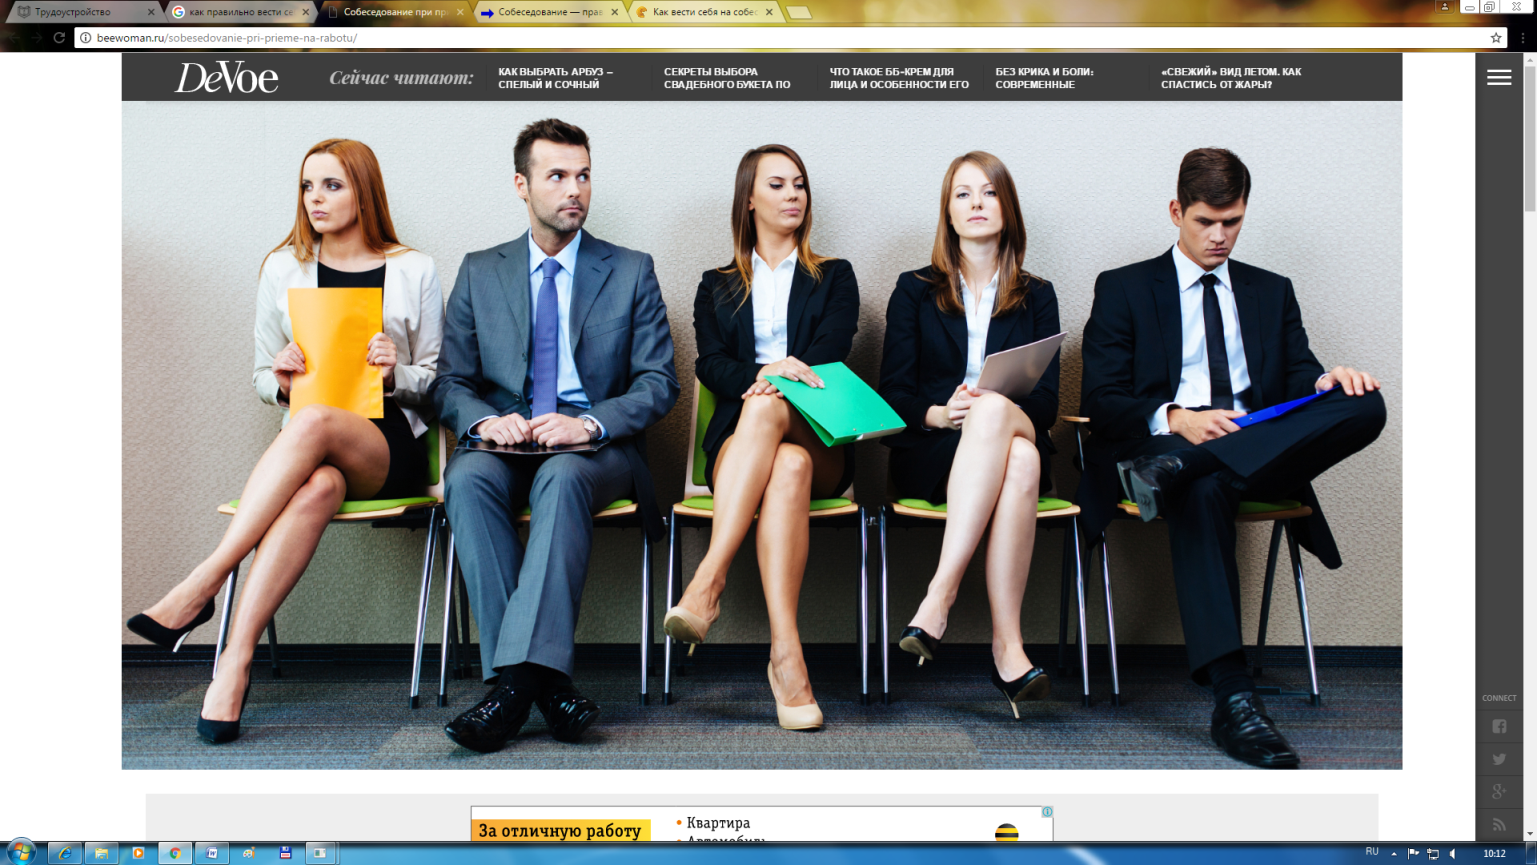 Трудоустройство
как правильно вести се
Собеседование при пр
Собеседование — прав
Как вести себя на собес
beewoman.ru/sobesedovanie-pri-prieme-na-rabotu/
DeVoe
Сейчас читают:
КАК ВЫБРАТЬ АРБУЗ –
СПЕЛЫЙ И СОЧНЫЙ
СЕКРЕТЫ ВЫБОРА
СВАДЕБНОГО БУКЕТА ПО
ЧТО ТАКОЕ ББ-КРЕМ ДЛЯ
ЛИЦА И ОСОБЕННОСТИ ЕГО
БЕЗ КРИКА И БОЛИ:
СОВРЕМЕННЫЕ
«СВЕЖИЙ» ВИД ЛЕТОМ. КАК
СПАСТИСЬ ОТ ЖАРЫ?
CONNECT
За отличную работу
• Квартира
• Автомобиль
RU
10:12